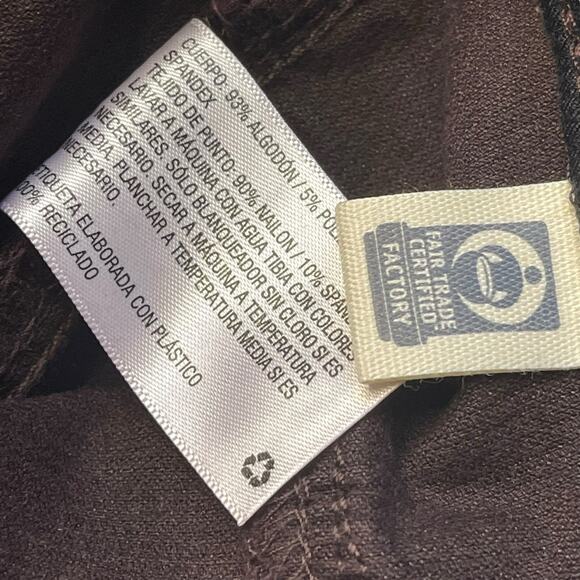 CUERPO: 93% ALGODÓN / 5% POL
SPANDEX
TEJIDO DE PUNTO: 90% NAILON / 10% SPAN
LAVAR A MÁQUINA CON AGUA TIBIA CON COLORES
SIMILARES. SÓLO BLANQUEADOR SIN CLORO SI ES
NECESARIO. SECAR A MÁQUINA A TEMPERATURA
MEDIA. PLANCHAR A TEMPERATURA MEDIA SI ES
NECESARIO.
ETIQUETA ELABORADA CON PLÁSTICO
100% RECICLADO
FAIR TRADE
CERTIFIED
FACTORY